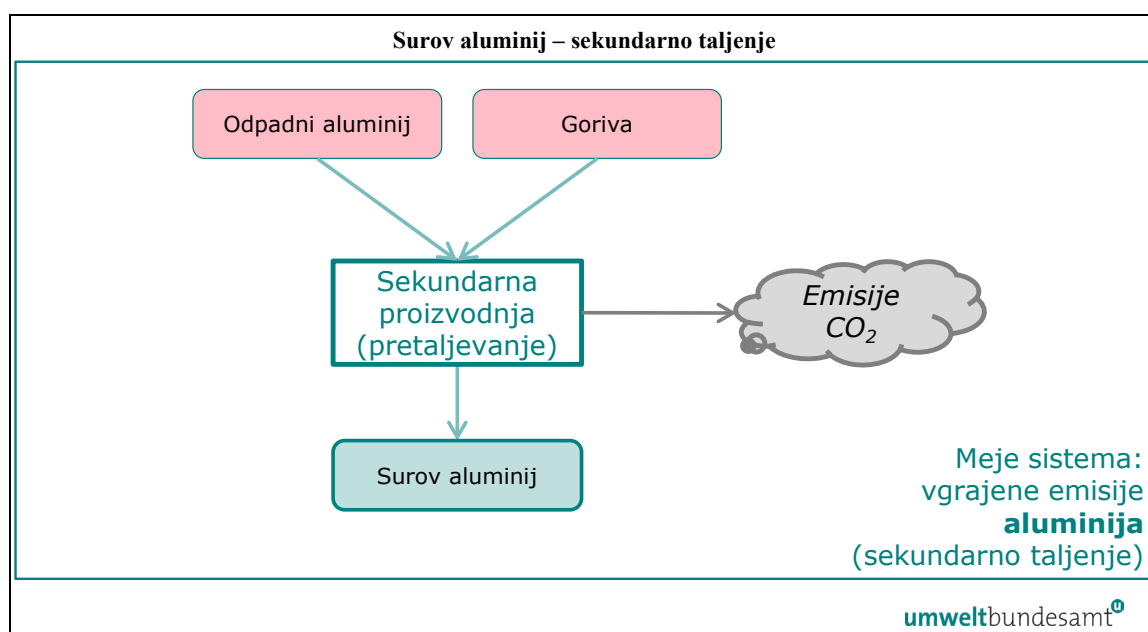 Surov aluminij – sekundarno taljenje
Odpadni aluminij
Goriva
Sekundarna
proizvodnja
(pretaljevanje)
Emisije
CO₂
Surov aluminij
Meje sistema:
vgrajene emisije
aluminija
(sekundarno taljenje)
umweltbundesamt ᵘ